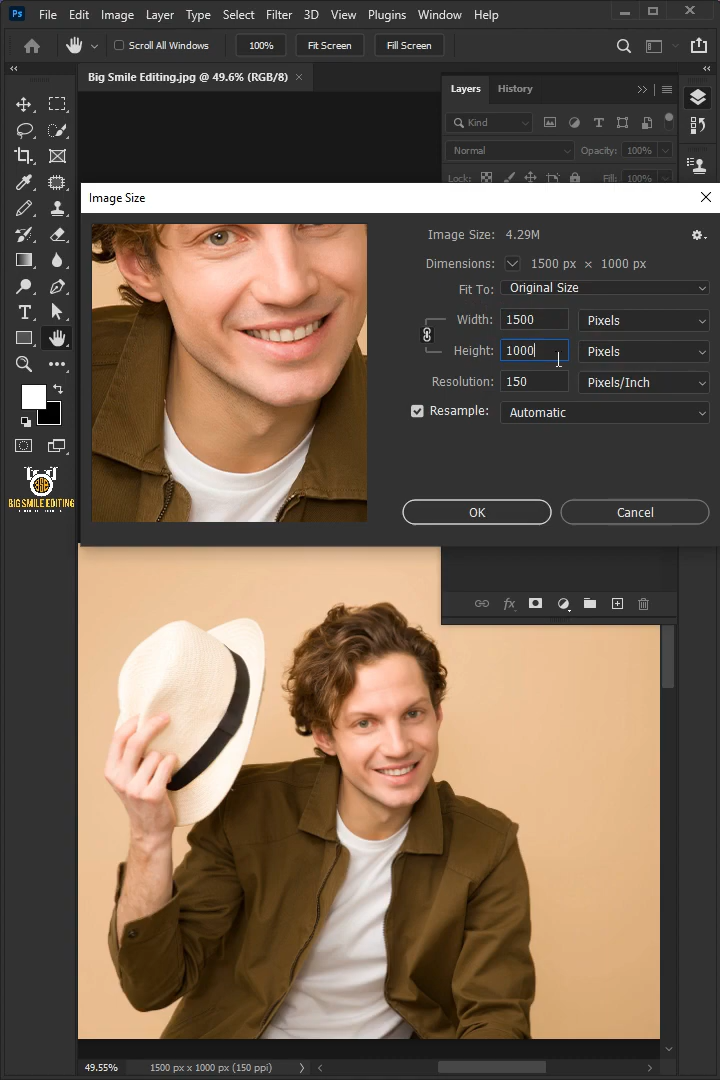 Ps File Edit Image Layer Type Select Filter 3D View Plugins Window Help
Scroll All Windows 100% Fit Screen Fill Screen
Big Smile Editing.jpg @ 49.6% (RGB/8)
Layers History
Kind
Normal Opacity: 100%
Lock: Fill: 100%
Image Size
Image Size: 4.29M
Dimensions: 1500 px × 1000 px
Fit To: Original Size
Width: 1500 Pixels
Height: 1000 Pixels
Resolution: 150 Pixels/Inch
Resample: Automatic
OK Cancel
BIG SMILE EDITING
fx
49.55% 1500 px x 1000 px (150 ppi)